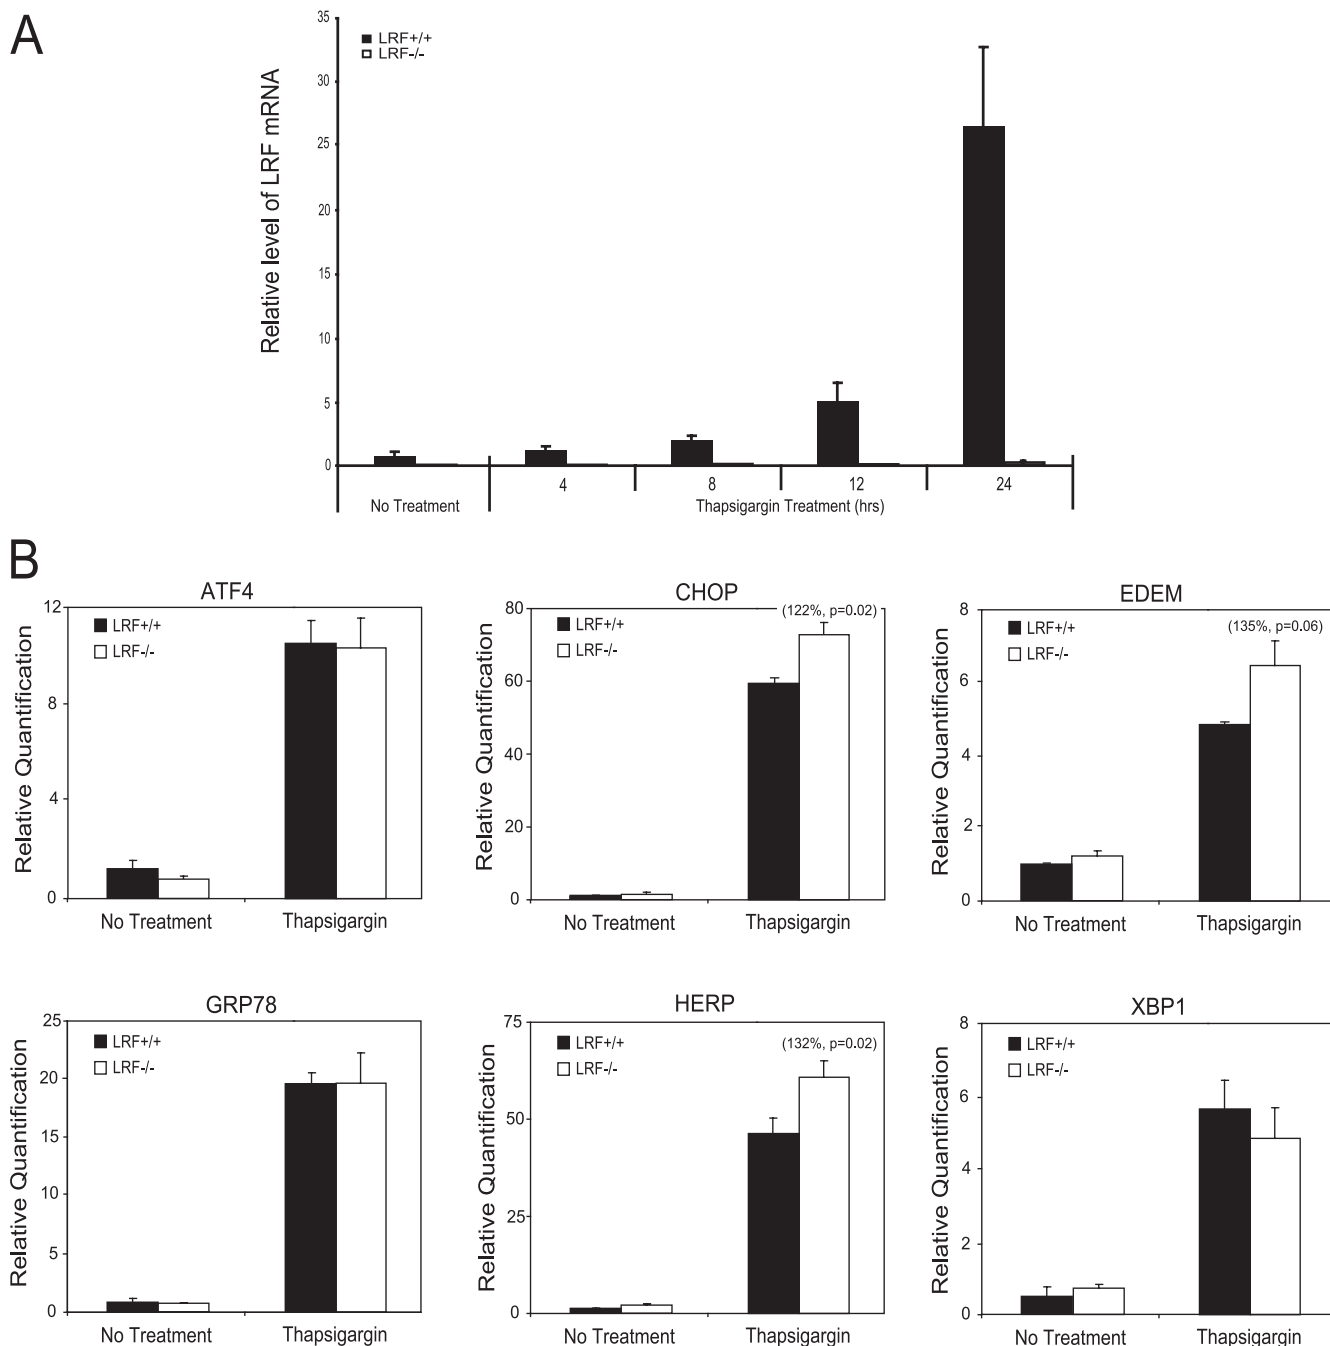 A
Relative level of LRF mRNA
35
30
25
20
15
10
5
0
LRF+/+
LRF-/-
4
8
12
24
No Treatment
Thapsigargin Treatment (hrs)
B
ATF4
Relative Quantification
12
8
4
0
LRF+/+
LRF-/-
No Treatment
Thapsigargin
CHOP
Relative Quantification
80
60
40
20
0
LRF+/+
LRF-/-
(122%, p=0.02)
No Treatment
Thapsigargin
EDEM
Relative Quantification
8
6
4
2
0
LRF+/+
LRF-/-
(135%, p=0.06)
No Treatment
Thapsigargin
GRP78
Relative Quantification
25
20
15
10
5
0
LRF+/+
LRF-/-
No Treatment
Thapsigargin
HERP
Relative Quantification
75
50
25
0
LRF+/+
LRF-/-
(132%, p=0.02)
No Treatment
Thapsigargin
XBP1
Relative Quantification
8
6
4
2
0
LRF+/+
LRF-/-
No Treatment
Thapsigargin